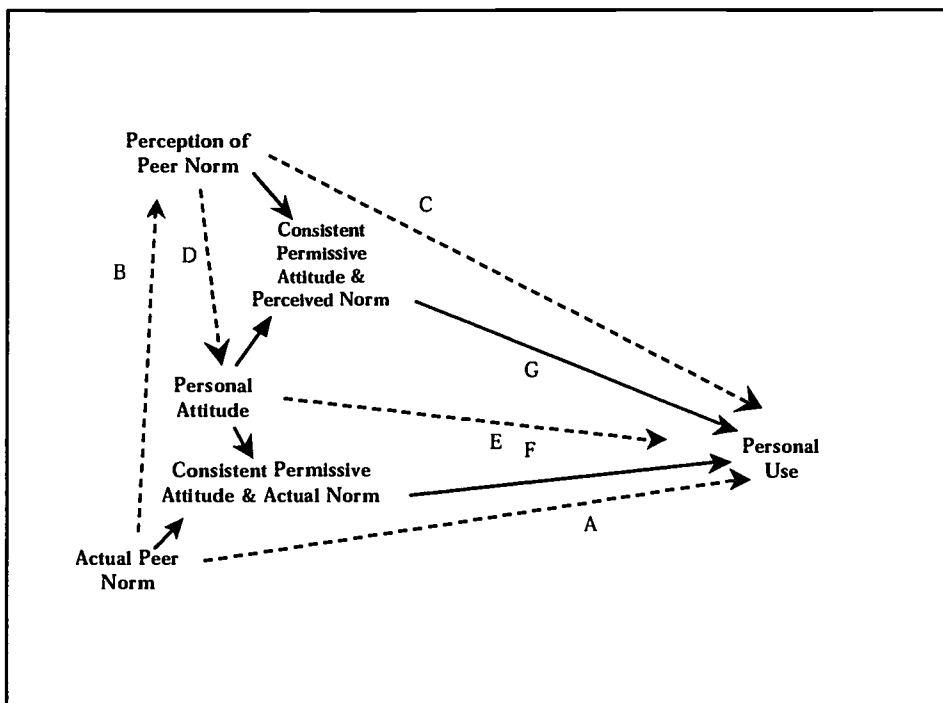 Perception of
Peer Norm
C
Consistent
Permissive
Attitude &
Perceived Norm
B
D
G
Personal
Attitude
E
F
Personal
Use
Consistent Permissive
Attitude & Actual Norm
A
Actual Peer
Norm